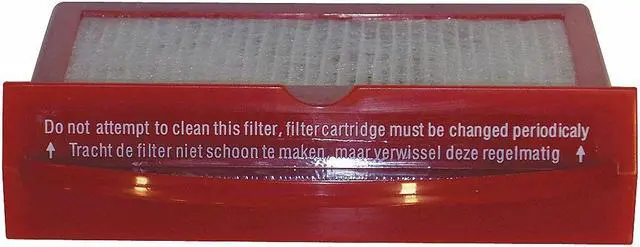 Do not attempt to clean this filter, filter cartridge must be changed periodicaly
Tracht de filter niet schoon te maken, maar verwissel deze regelmatig